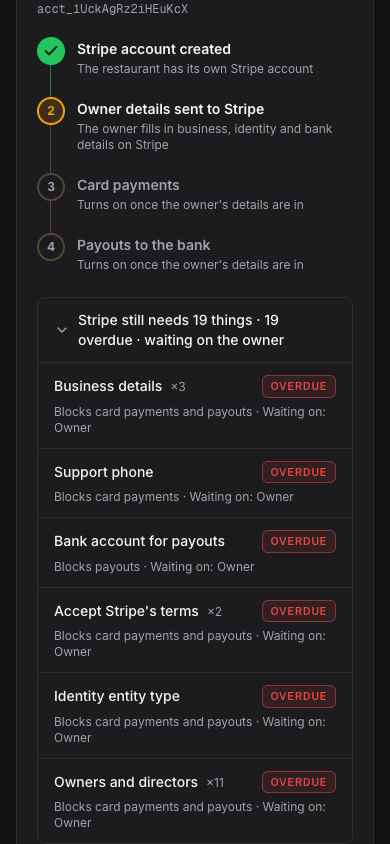 acct_1UckAgRz2iHEuKcX
Stripe account created
The restaurant has its own Stripe account
2
Owner details sent to Stripe
The owner fills in business, identity and bank
details on Stripe
3
Card payments
Turns on once the owner's details are in
4
Payouts to the bank
Turns on once the owner's details are in
Stripe still needs 19 things · 19
overdue · waiting on the owner
Business details ×3 OVERDUE
Blocks card payments and payouts · Waiting on:
Owner
Support phone OVERDUE
Blocks card payments · Waiting on: Owner
Bank account for payouts OVERDUE
Blocks payouts · Waiting on: Owner
Accept Stripe's terms ×2 OVERDUE
Blocks card payments and payouts · Waiting on:
Owner
Identity entity type OVERDUE
Blocks card payments and payouts · Waiting on:
Owner
Owners and directors ×11 OVERDUE
Blocks card payments and payouts · Waiting on:
Owner